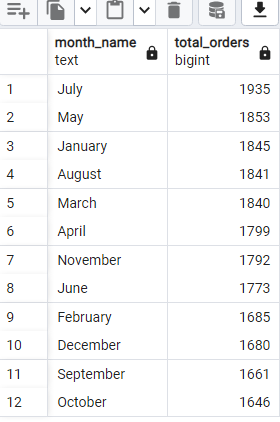 month_name total_orders
text bigint
1 July 1935
2 May 1853
3 January 1845
4 August 1841
5 March 1840
6 April 1799
7 November 1792
8 June 1773
9 February 1685
10 December 1680
11 September 1661
12 October 1646